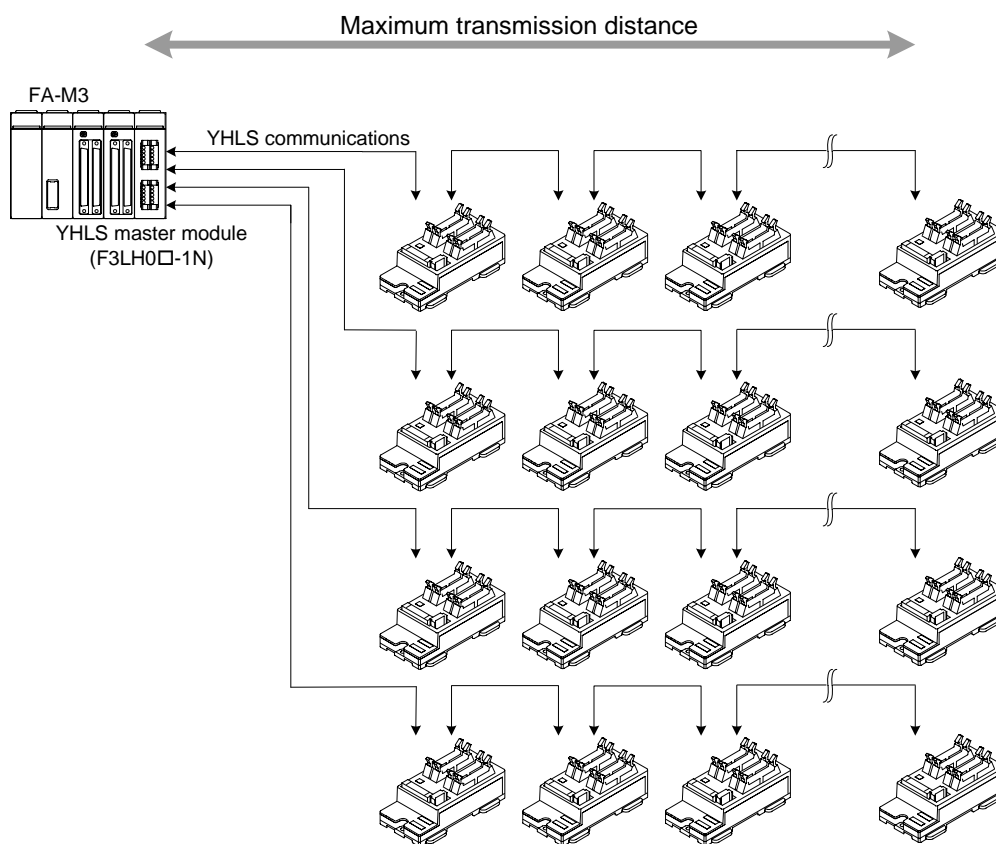 Maximum transmission distance
FA-M3
YHLS communications
YHLS master module
(F3LH0□-1N)